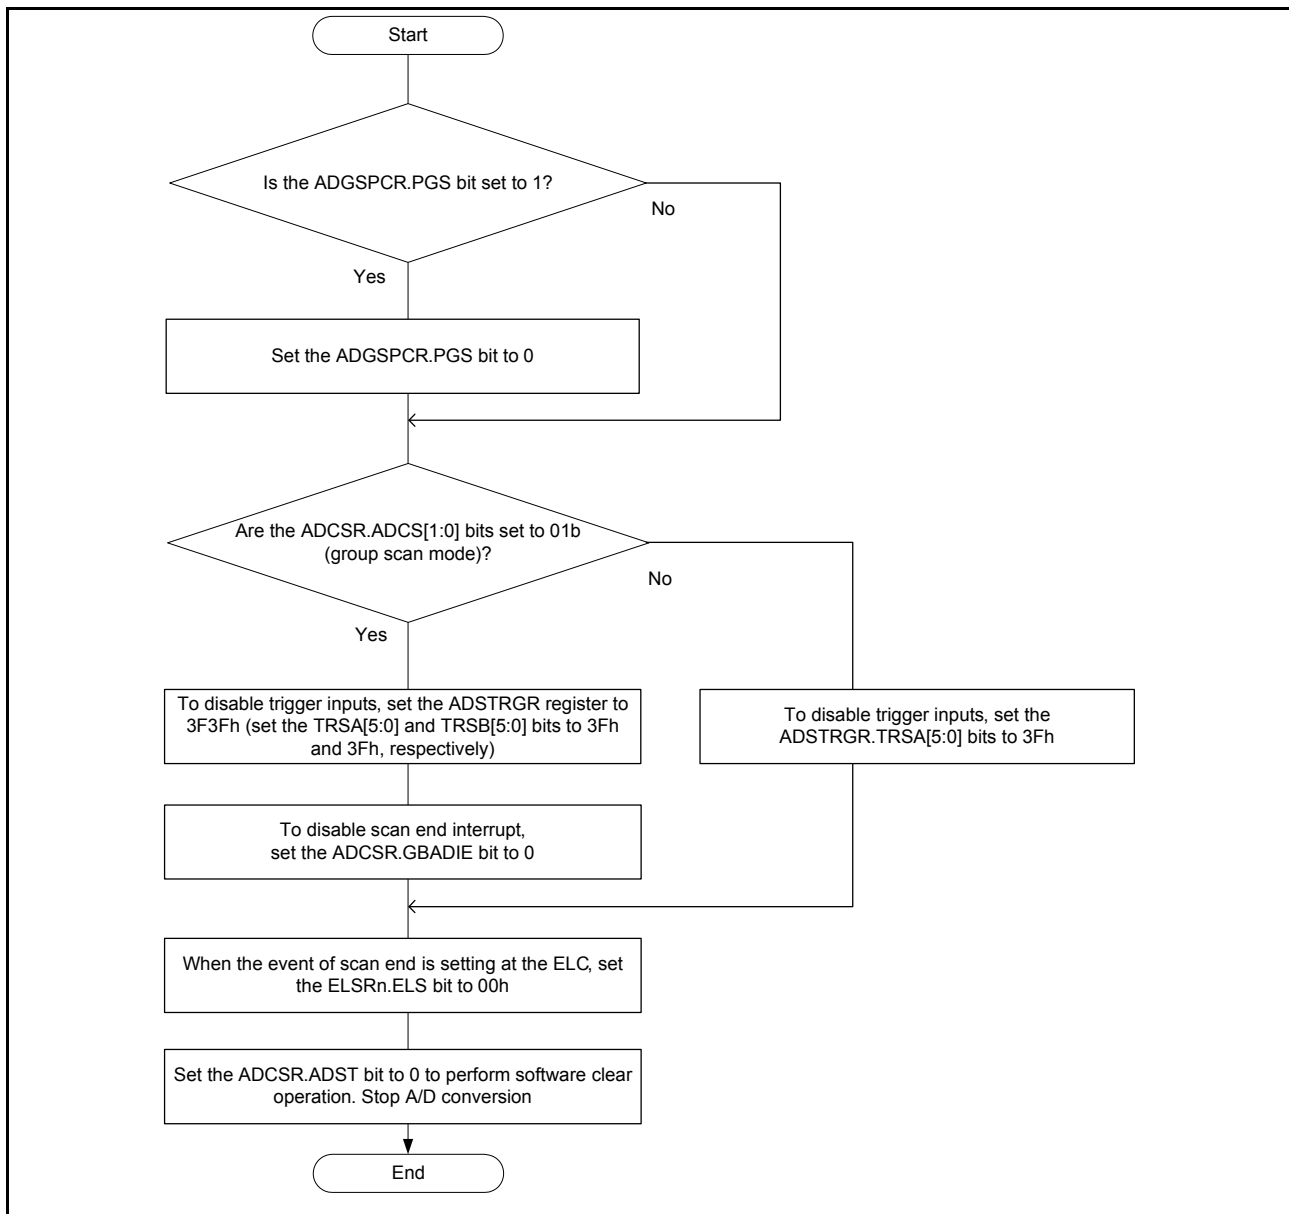 Start
Is the ADGSPCR.PGS bit set to 1?
No
Yes
Set the ADGSPCR.PGS bit to 0
Are the ADCSR.ADCS[1:0] bits set to 01b
(group scan mode)?
No
Yes
To disable trigger inputs, set the ADSTRGR register to
3F3Fh (set the TRSA[5:0] and TRSB[5:0] bits to 3Fh
and 3Fh, respectively)
To disable trigger inputs, set the
ADSTRGR.TRSA[5:0] bits to 3Fh
To disable scan end interrupt,
set the ADCSR.GBADIE bit to 0
When the event of scan end is setting at the ELC, set
the ELSRn.ELS bit to 00h
Set the ADCSR.ADST bit to 0 to perform software clear
operation. Stop A/D conversion
End